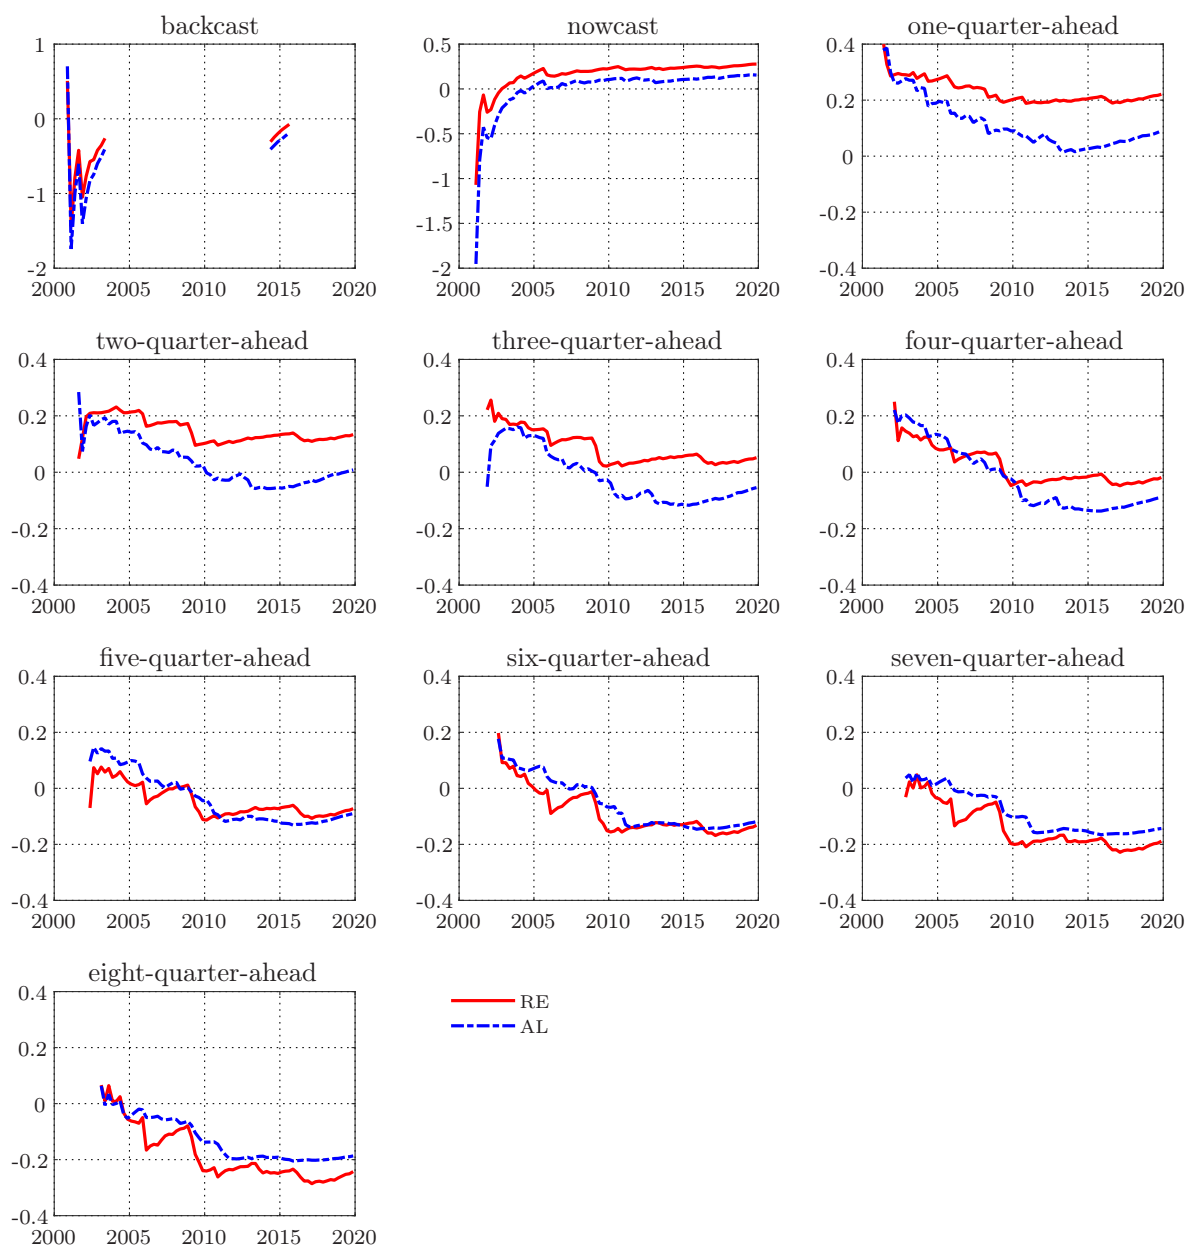 backcast
nowcast
one-quarter-ahead
1
0
-1
-2
2000 2005 2010 2015 2020
0.5
0
-0.5
-1
-1.5
-2
2000 2005 2010 2015 2020
0.4
0.2
0
-0.2
-0.4
2000 2005 2010 2015 2020
two-quarter-ahead
three-quarter-ahead
four-quarter-ahead
0.4
0.2
0
-0.2
-0.4
2000 2005 2010 2015 2020
0.4
0.2
0
-0.2
-0.4
2000 2005 2010 2015 2020
0.4
0.2
0
-0.2
-0.4
2000 2005 2010 2015 2020
five-quarter-ahead
six-quarter-ahead
seven-quarter-ahead
0.4
0.2
0
-0.2
-0.4
2000 2005 2010 2015 2020
0.4
0.2
0
-0.2
-0.4
2000 2005 2010 2015 2020
0.4
0.2
0
-0.2
-0.4
2000 2005 2010 2015 2020
eight-quarter-ahead
0.4
0.2
0
-0.2
-0.4
2000 2005 2010 2015 2020
RE
AL